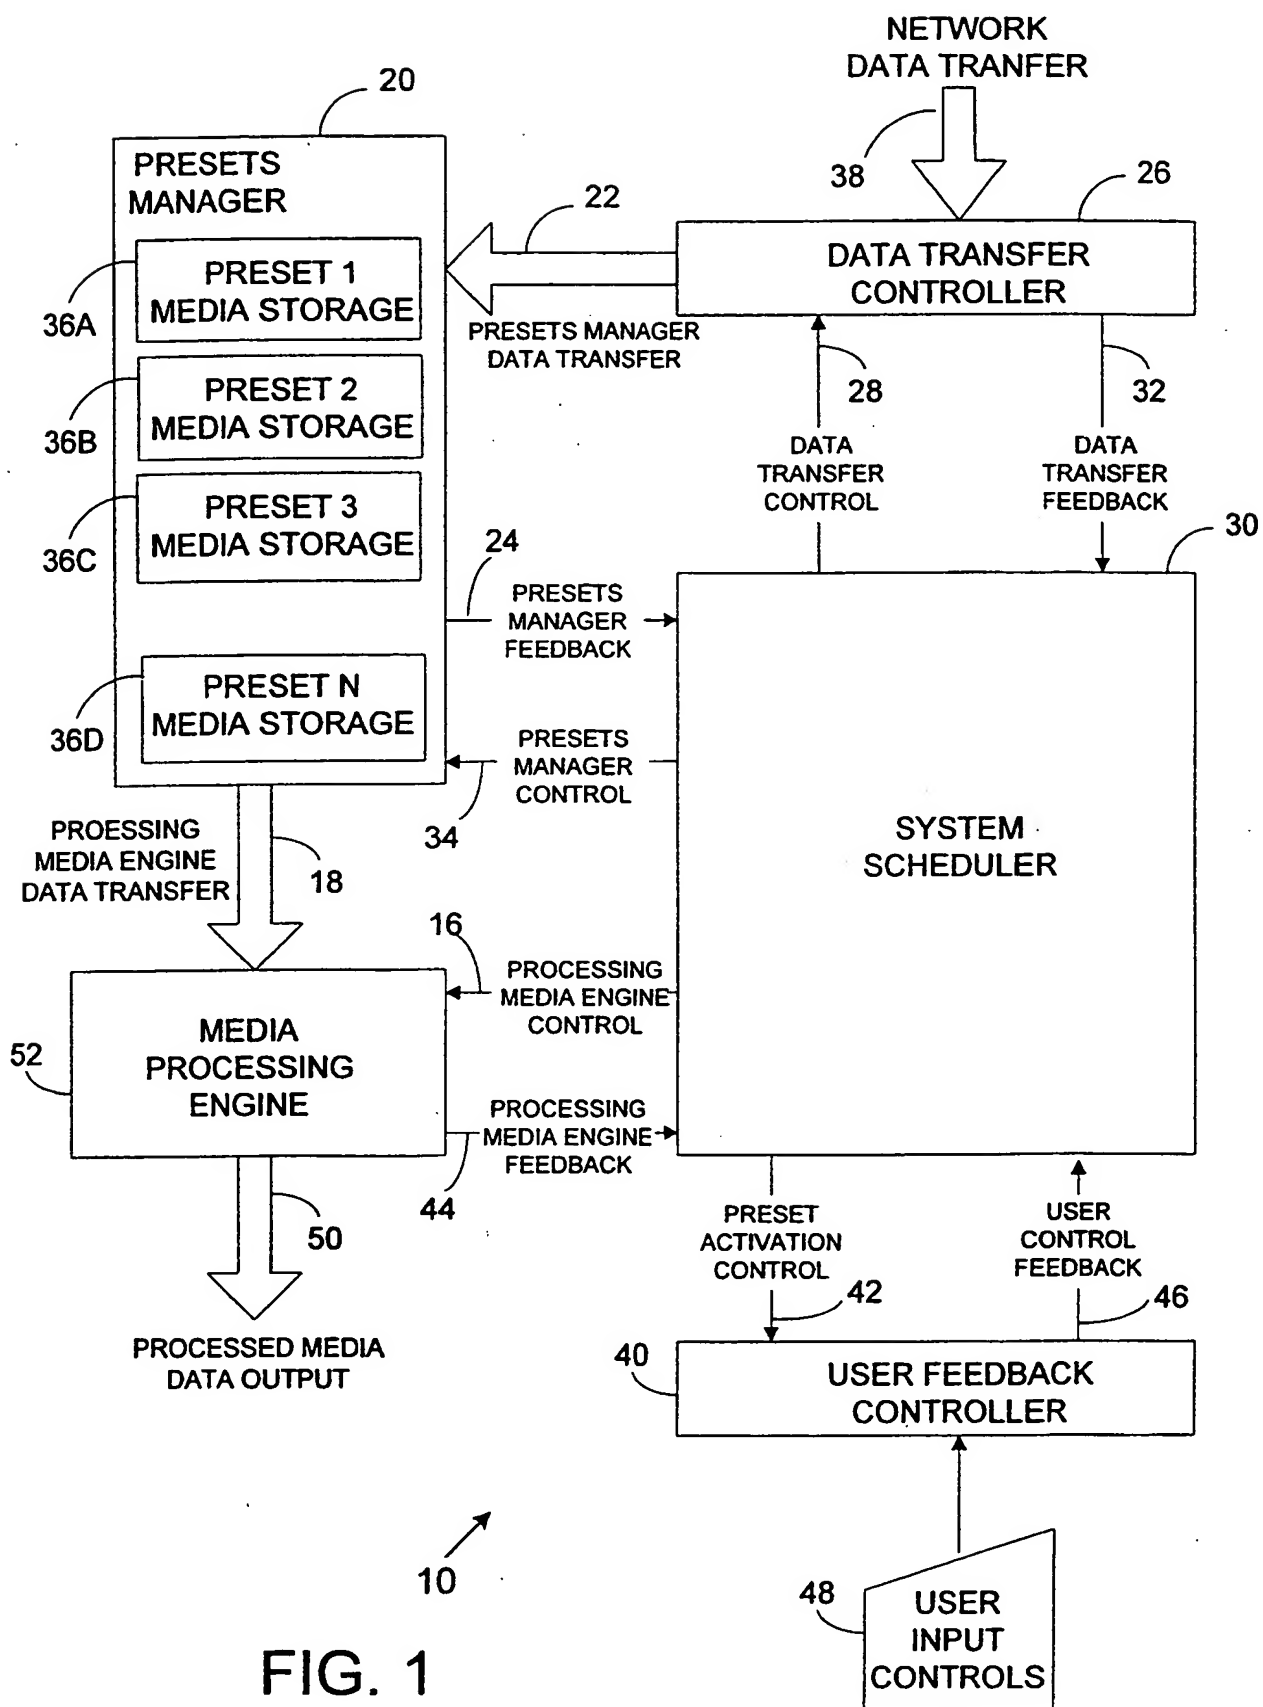 NETWORK
DATA TRANFER
38
20
PRESETS
MANAGER
PRESET 1
MEDIA STORAGE
36A
PRESET 2
MEDIA STORAGE
36B
PRESET 3
MEDIA STORAGE
36C
PRESET N
MEDIA STORAGE
36D
22
PRESETS MANAGER
DATA TRANSFER
26
DATA TRANSFER
CONTROLLER
28
DATA
TRANSFER
CONTROL
32
DATA
TRANSFER
FEEDBACK
24
PRESETS
MANAGER
FEEDBACK
30
SYSTEM
SCHEDULER
PRESETS
MANAGER
CONTROL
34
PROESSING
MEDIA ENGINE
DATA TRANSFER
18
16
PROCESSING
MEDIA ENGINE
CONTROL
52
MEDIA
PROCESSING
ENGINE
PROCESSING
MEDIA ENGINE
FEEDBACK
44
50
PROCESSED MEDIA
DATA OUTPUT
PRESET
ACTIVATION
CONTROL
42
USER
CONTROL
FEEDBACK
46
40
USER FEEDBACK
CONTROLLER
48
USER
INPUT
CONTROLS
10
FIG. 1